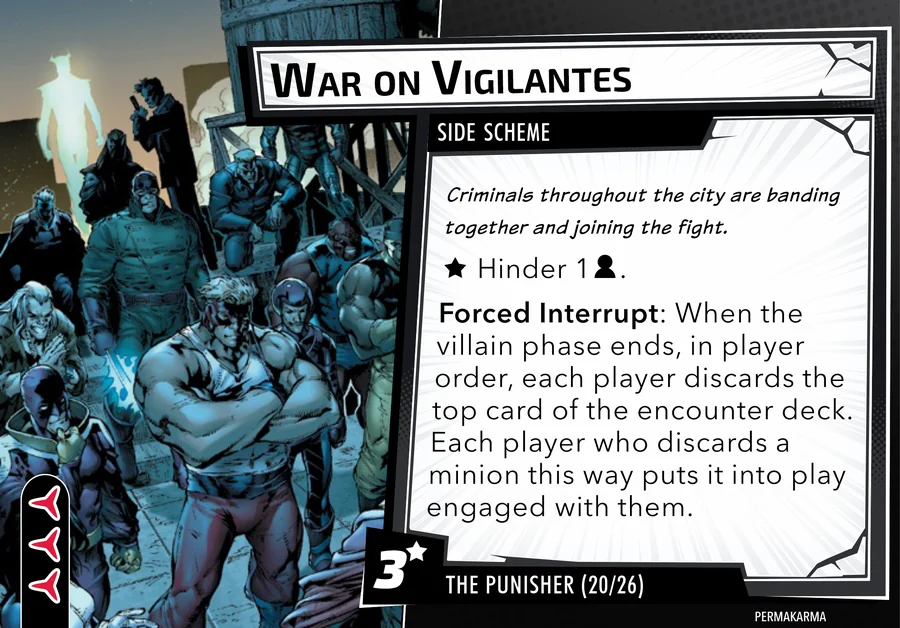 War on Vigilantes
SIDE SCHEME
Criminals throughout the city are banding
together and joining the fight.
★ Hinder 1👤.
Forced Interrupt: When the
villain phase ends, in player
order, each player discards the
top card of the encounter deck.
Each player who discards a
minion this way puts it into play
engaged with them.
3★
THE PUNISHER (20/26)
PERMAKARMA